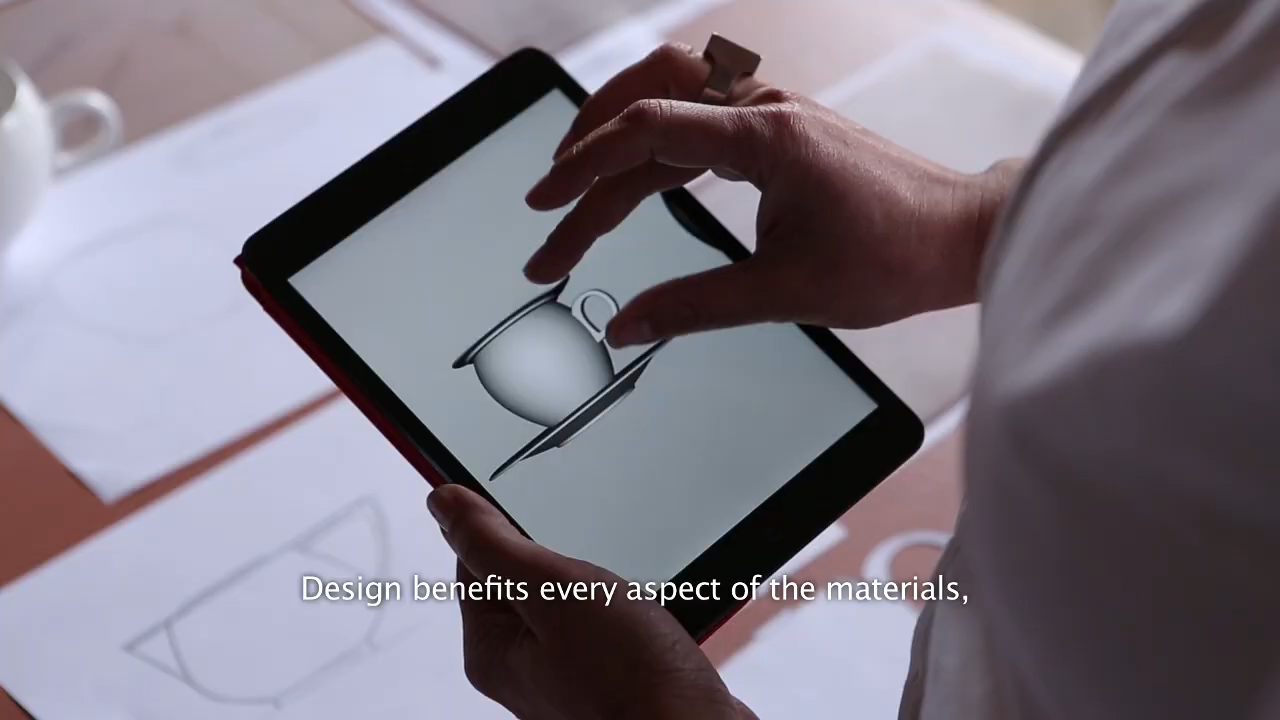 Design benefits every aspect of the materials,